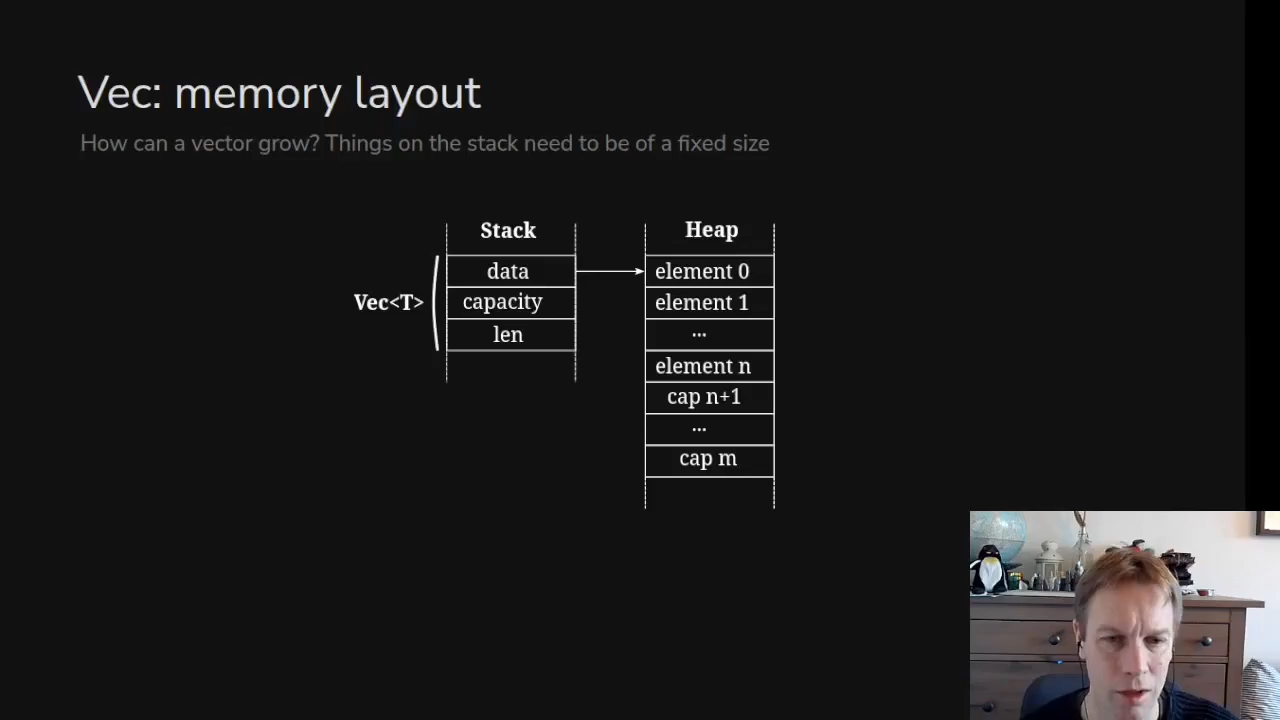 Vec: memory layout
How can a vector grow? Things on the stack need to be of a fixed size
Stack
Heap
Vec<T>
data
capacity
len
element 0
element 1
...
element n
cap n+1
...
cap m